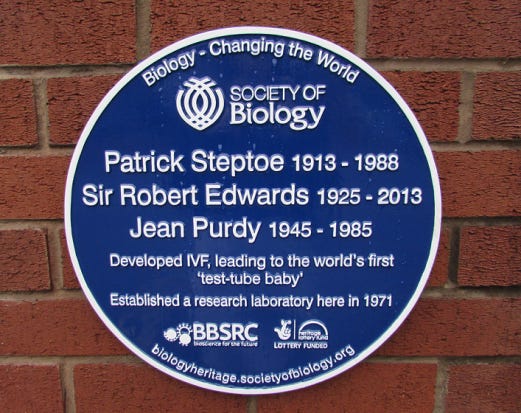 Biology - Changing the World
SOCIETY OF
Biology
Patrick Steptoe 1913 - 1988
Sir Robert Edwards 1925 - 2013
Jean Purdy 1945 - 1985
Developed IVF, leading to the world's first
'test-tube baby'
Established a research laboratory here in 1971
BBSRC
bioscience for the future
heritage
lottery fund
LOTTERY FUNDED
biologyheritage.societyofbiology.org